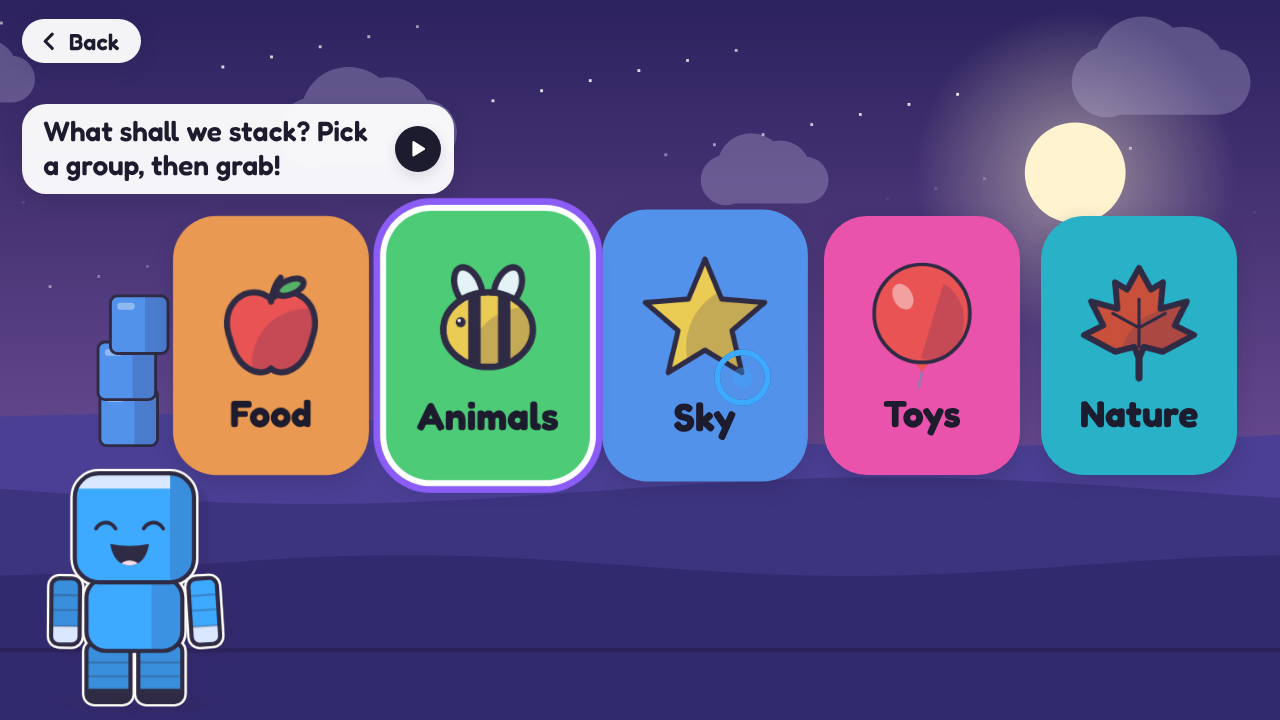 Back
What shall we stack? Pick
a group, then grab!
Food
Animals
Sky
Toys
Nature